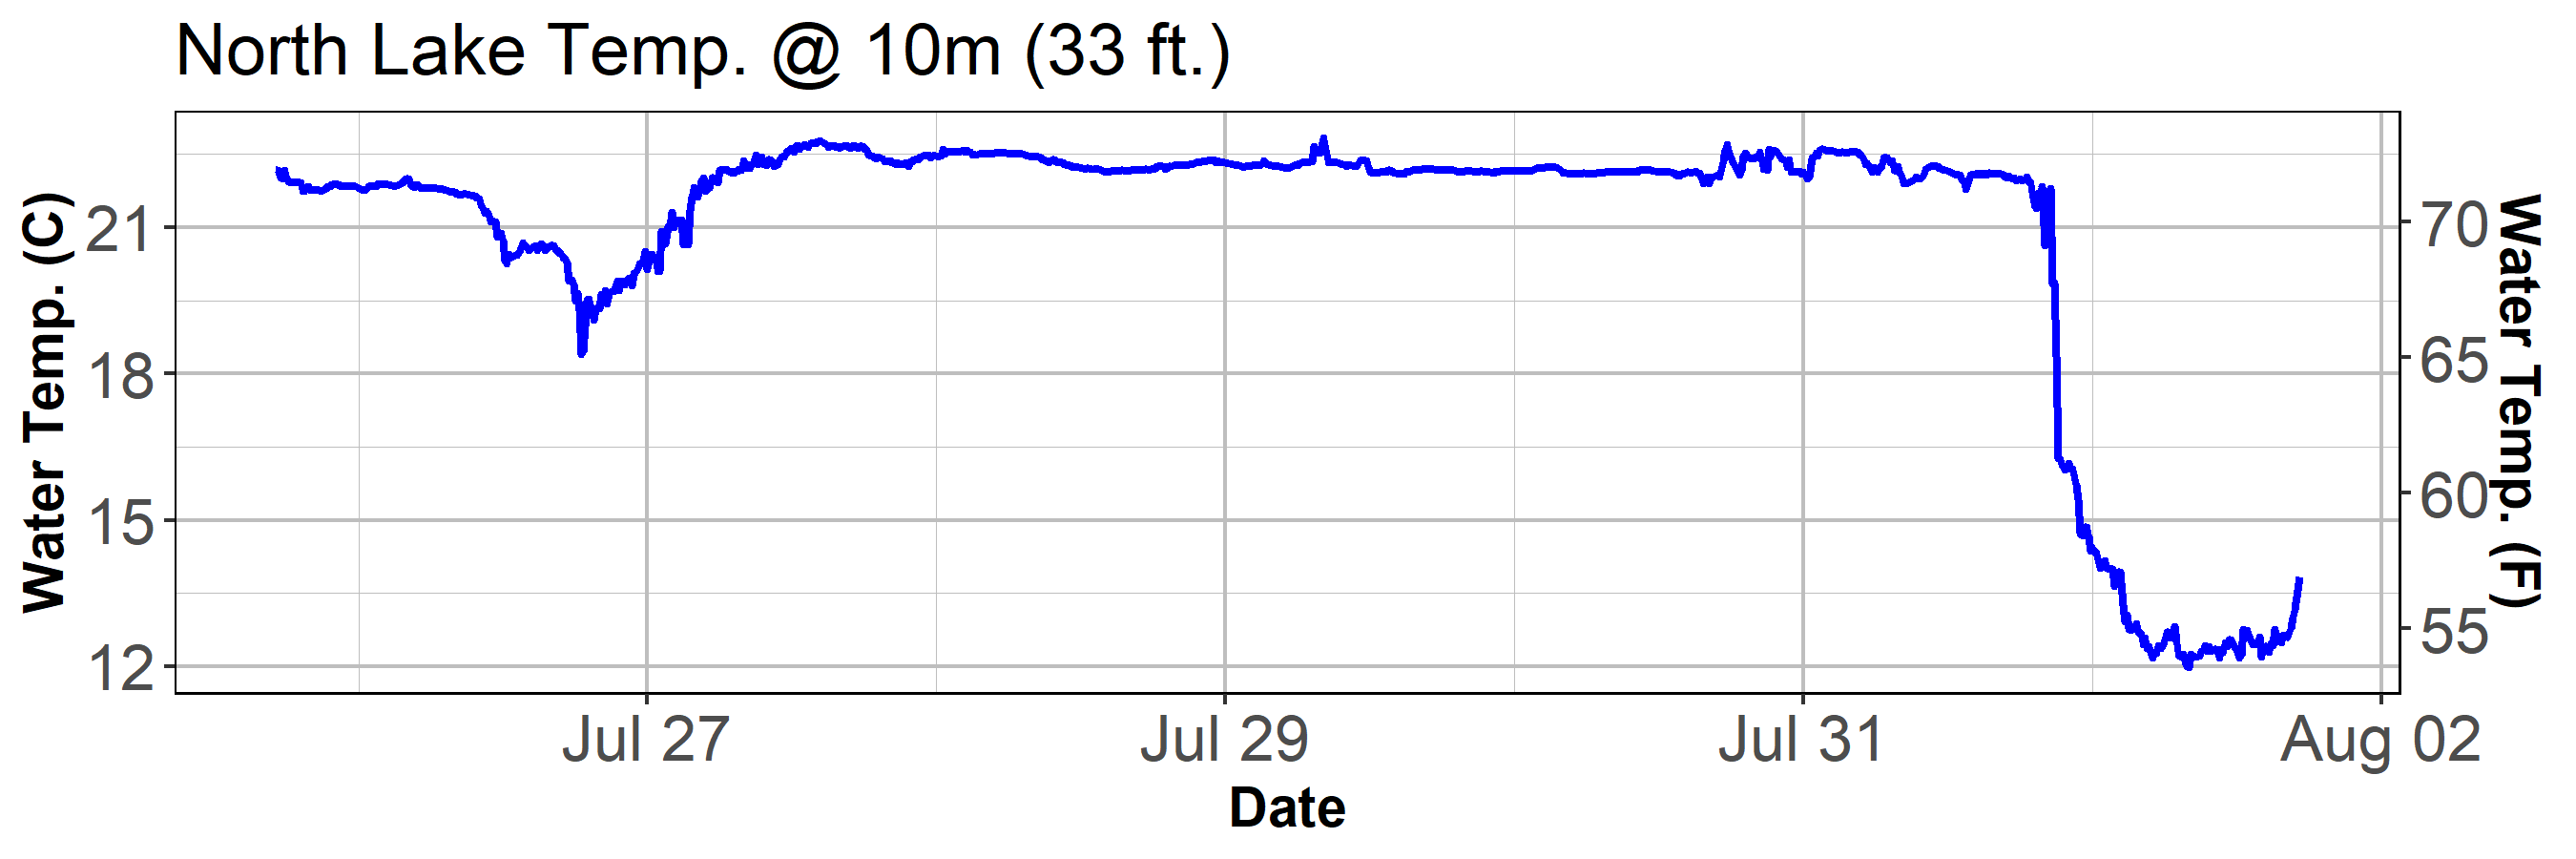 North Lake Temp. @ 10m (33 ft.)
Water Temp. (C)
21
18
15
12
70
65
60
55
Water Temp. (F)
Jul 27
Jul 29
Jul 31
Aug 02
Date